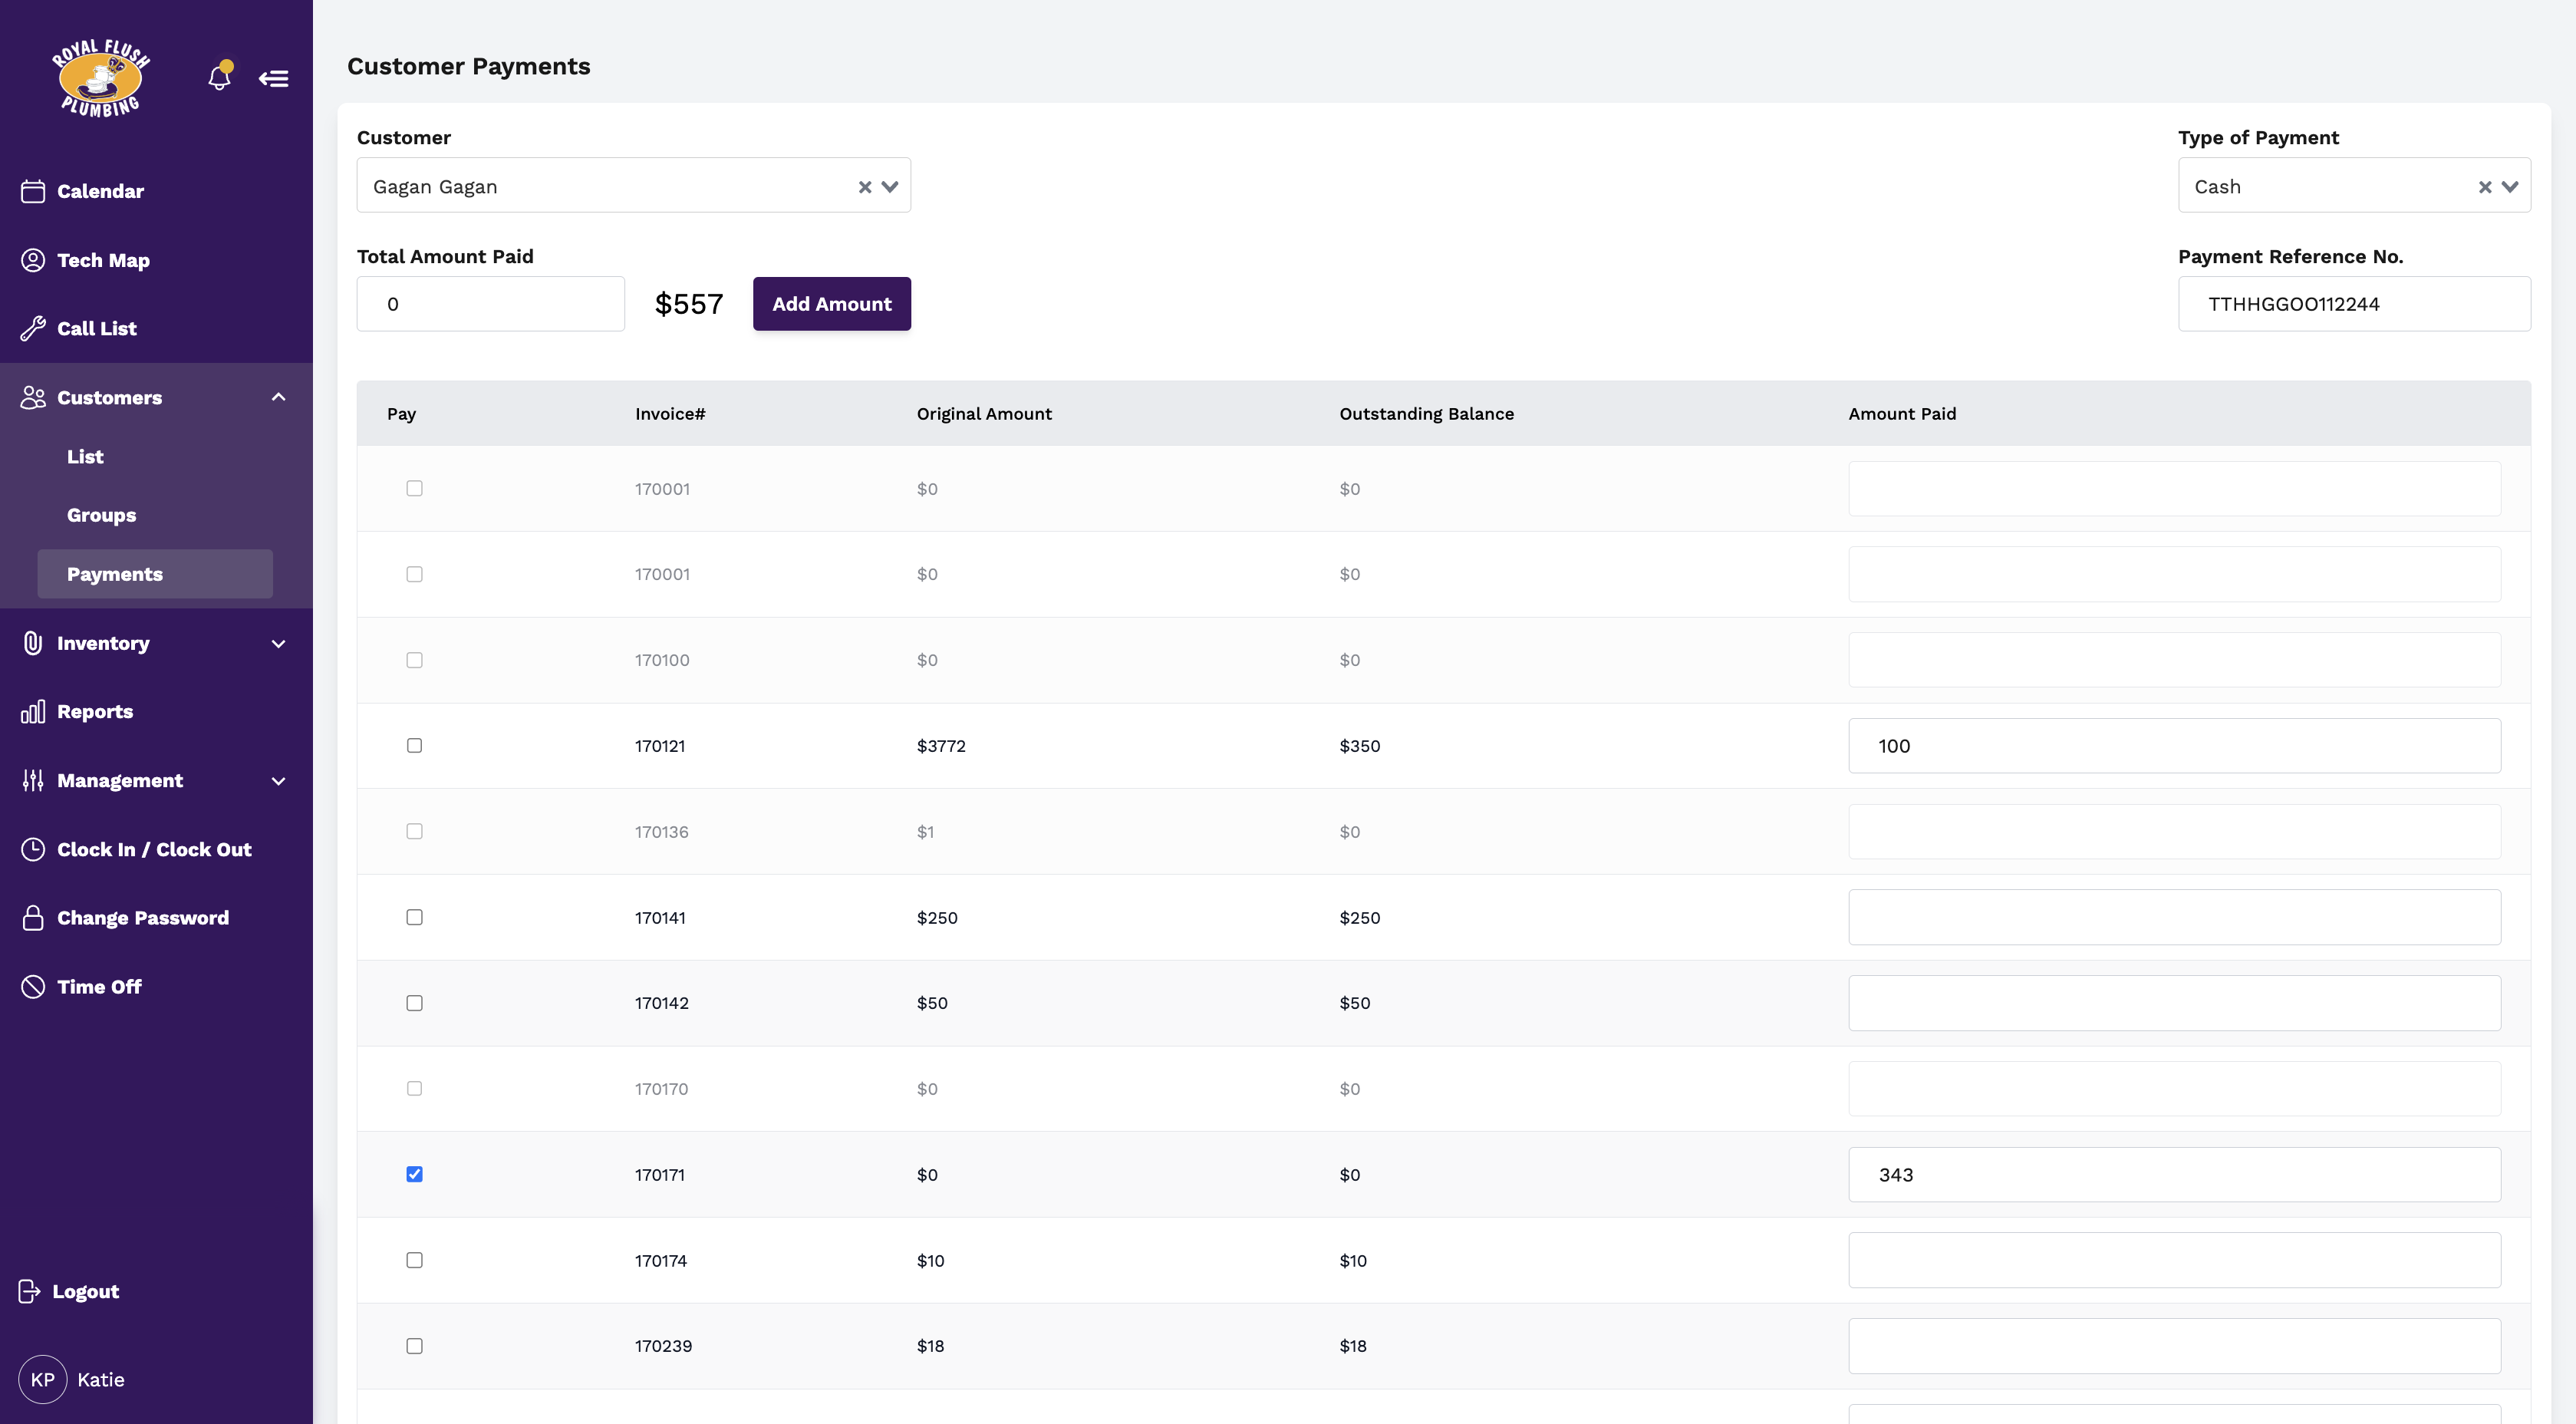 ROYAL FLUSH
PLUMBING
Calendar
Tech Map
Call List
Customers
List
Groups
Payments
Inventory
Reports
Management
Clock In / Clock Out
Change Password
Time Off
Logout
KP Katie
Customer Payments
Customer
Gagan Gagan
Type of Payment
Cash
Total Amount Paid
0 $557 Add Amount
Payment Reference No.
TTHHGGOO112244
Pay Invoice# Original Amount Outstanding Balance Amount Paid
170001 $0 $0
170001 $0 $0
170100 $0 $0
170121 $3772 $350 100
170136 $1 $0
170141 $250 $250
170142 $50 $50
170170 $0 $0
170171 $0 $0 343
170174 $10 $10
170239 $18 $18